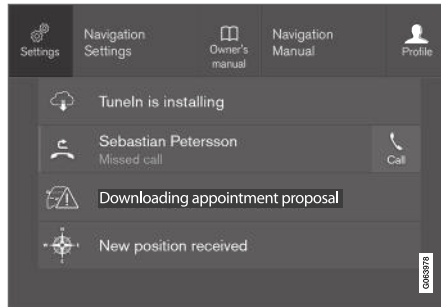 Settings
Navigation
Settings
Owner's
manual
Navigation
Manual
Profile
TuneIn is installing
Sebastian Petersson
Missed call
Call
Downloading appointment proposal
New position received
G063978